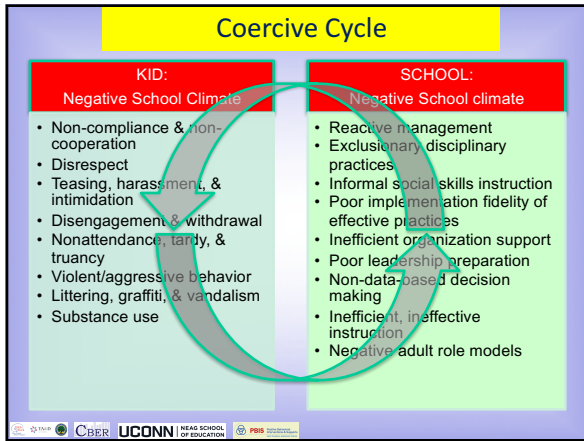 Coercive Cycle
KID:
Negative School Climate
• Non-compliance & non-
cooperation
• Disrespect
• Teasing, harassment, &
intimidation
• Disengagement & withdrawal
• Nonattendance, tardy, &
truancy
• Violent/aggressive behavior
• Littering, graffiti, & vandalism
• Substance use
SCHOOL:
Negative School climate
• Reactive management
• Exclusionary disciplinary
practices
• Informal social skills instruction
• Poor implementation fidelity of
effective practices
• Inefficient organization support
• Poor leadership preparation
• Non-data-based decision
making
• Inefficient, ineffective
instruction
• Negative adult role models
CBER
UCONN
NEAG SCHOOL
OF EDUCATION
PBIS